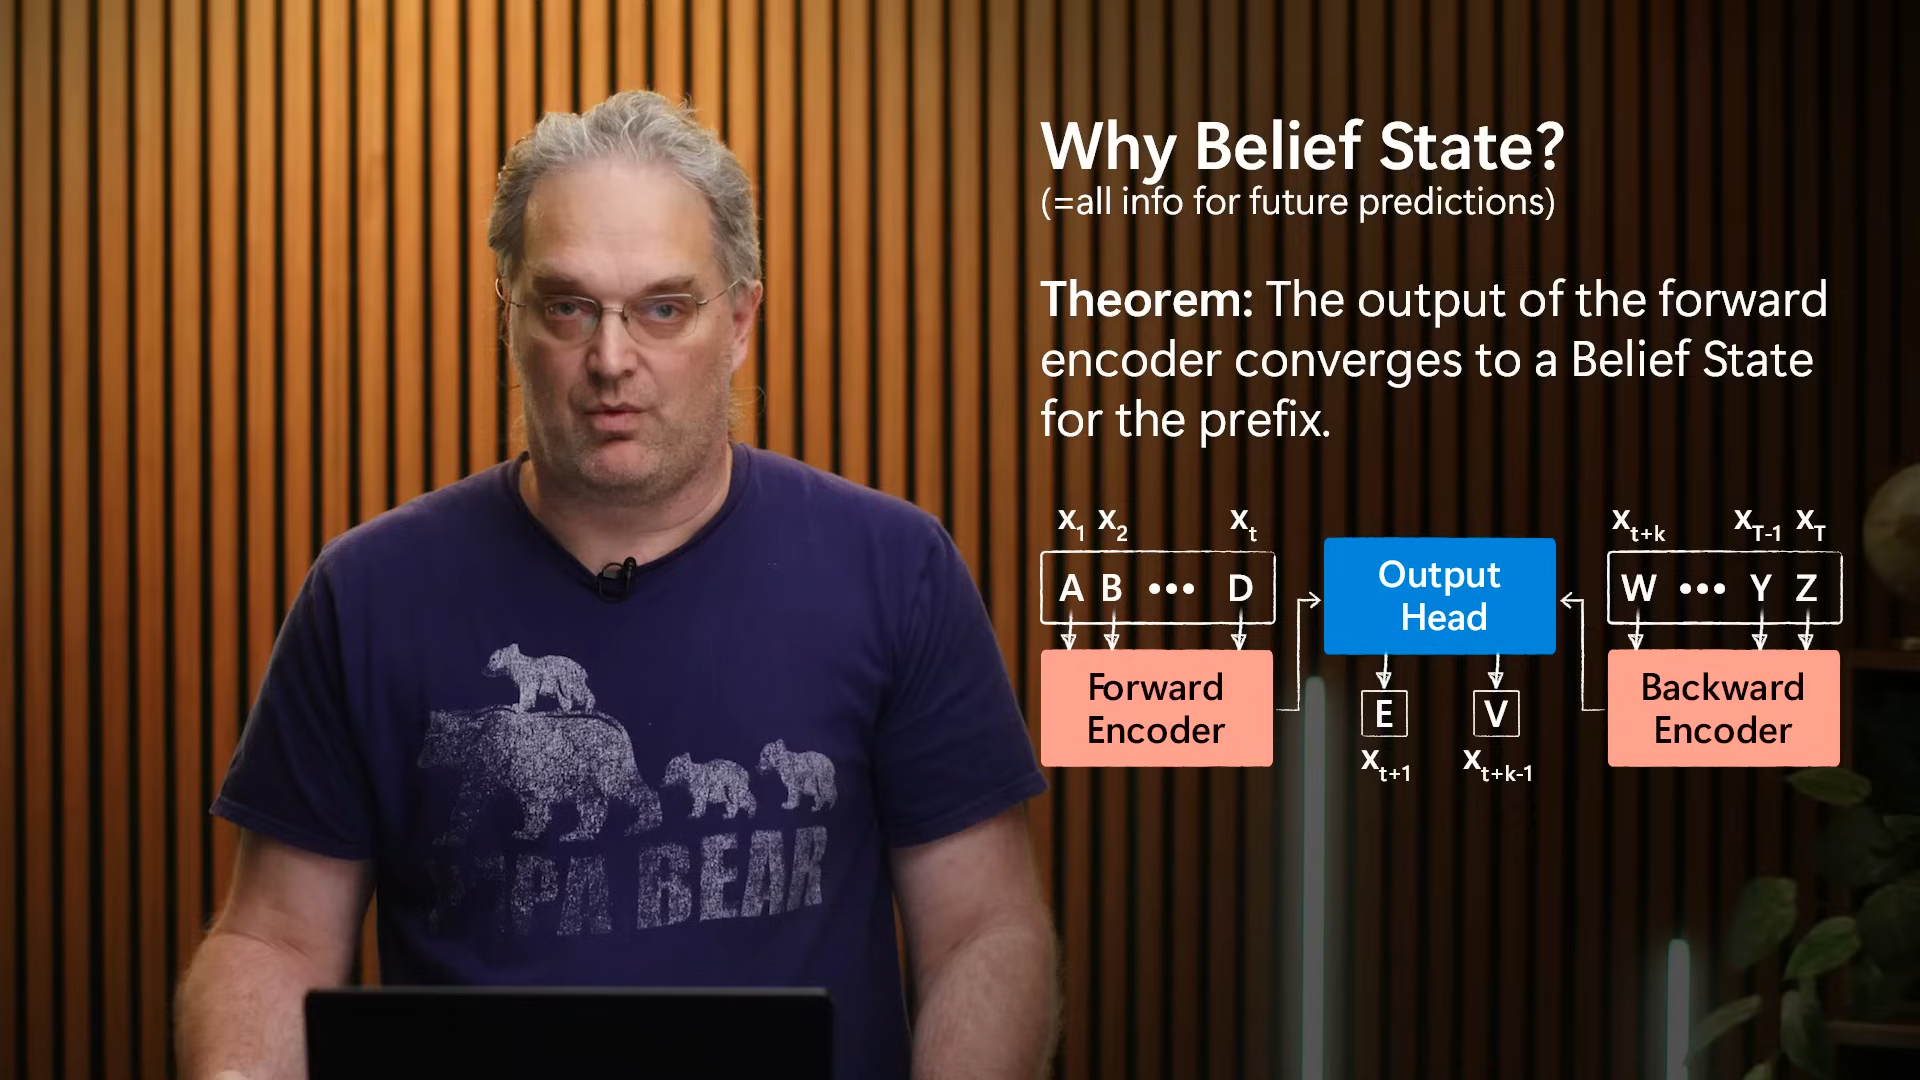 Why Belief State?
(=all info for future predictions)
Theorem: The output of the forward
encoder converges to a Belief State
for the prefix.
x1 x2 xt
A B ••• D
Forward
Encoder
Output
Head
E V
xt+1 xt+k-1
xt+k xT-1 xT
W ••• Y Z
Backward
Encoder
PAPA BEAR